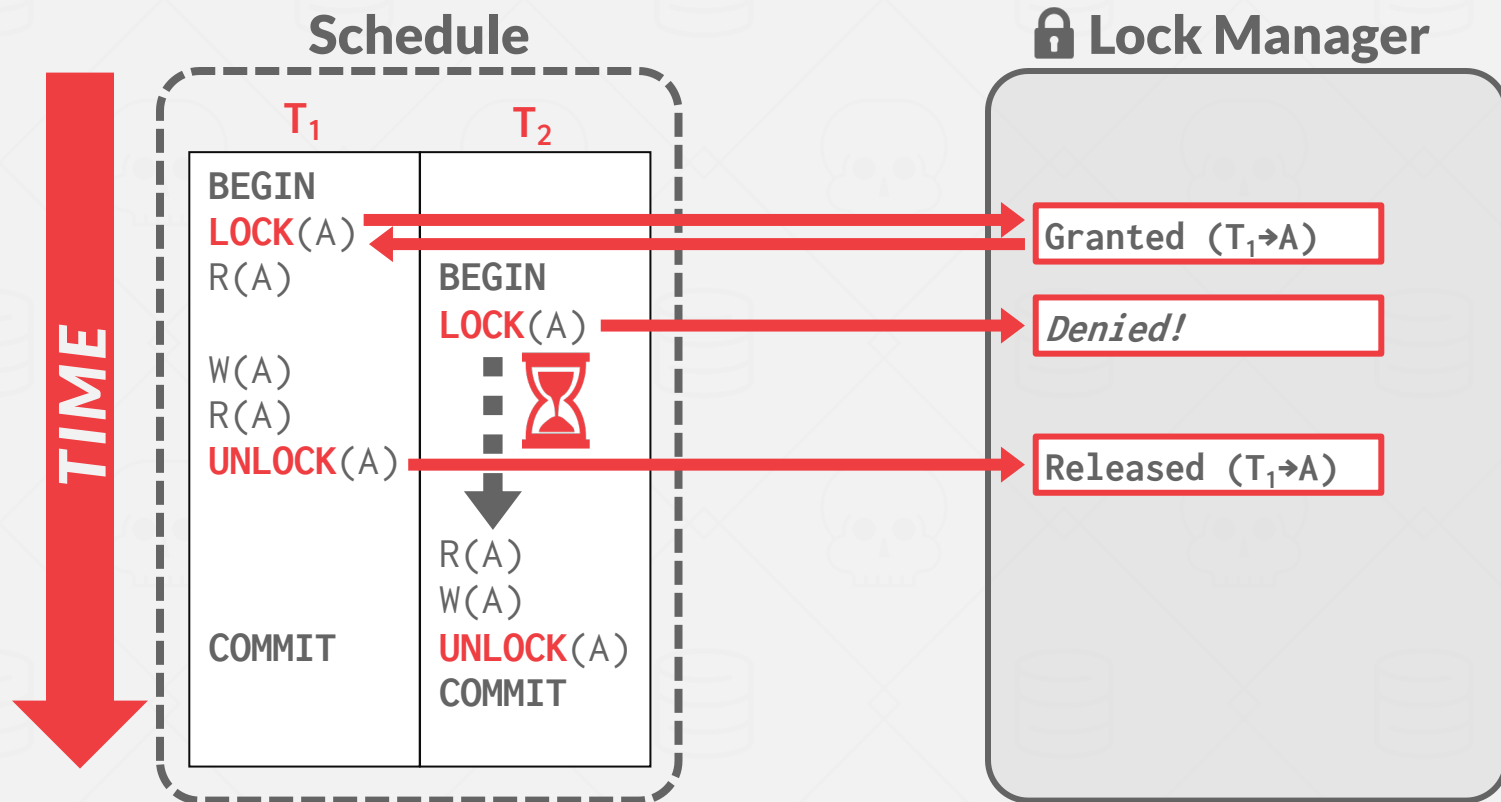 Schedule
Lock Manager
TIME
T₁ T₂
BEGIN
LOCK(A)
R(A) BEGIN
LOCK(A)
W(A)
R(A)
UNLOCK(A)
R(A)
W(A)
COMMIT UNLOCK(A)
COMMIT
Granted (T₁→A)
Denied!
Released (T₁→A)